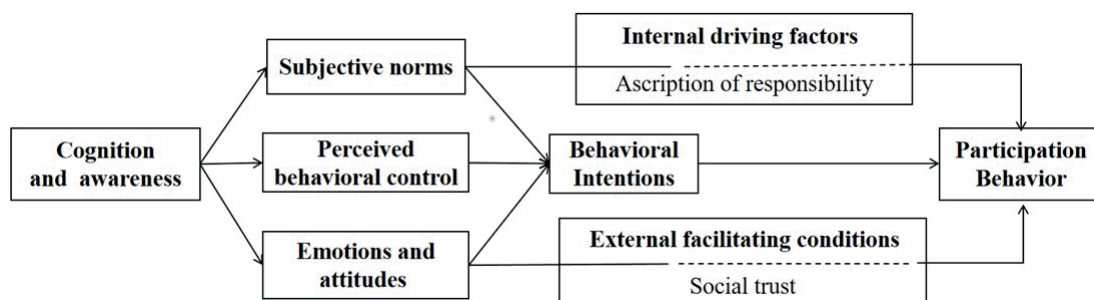 Cognition
and awareness
Subjective norms
Perceived
behavioral control
Emotions and
attitudes
Behavioral
Intentions
Internal driving factors
Ascription of responsibility
External facilitating conditions
Social trust
Participation
Behavior